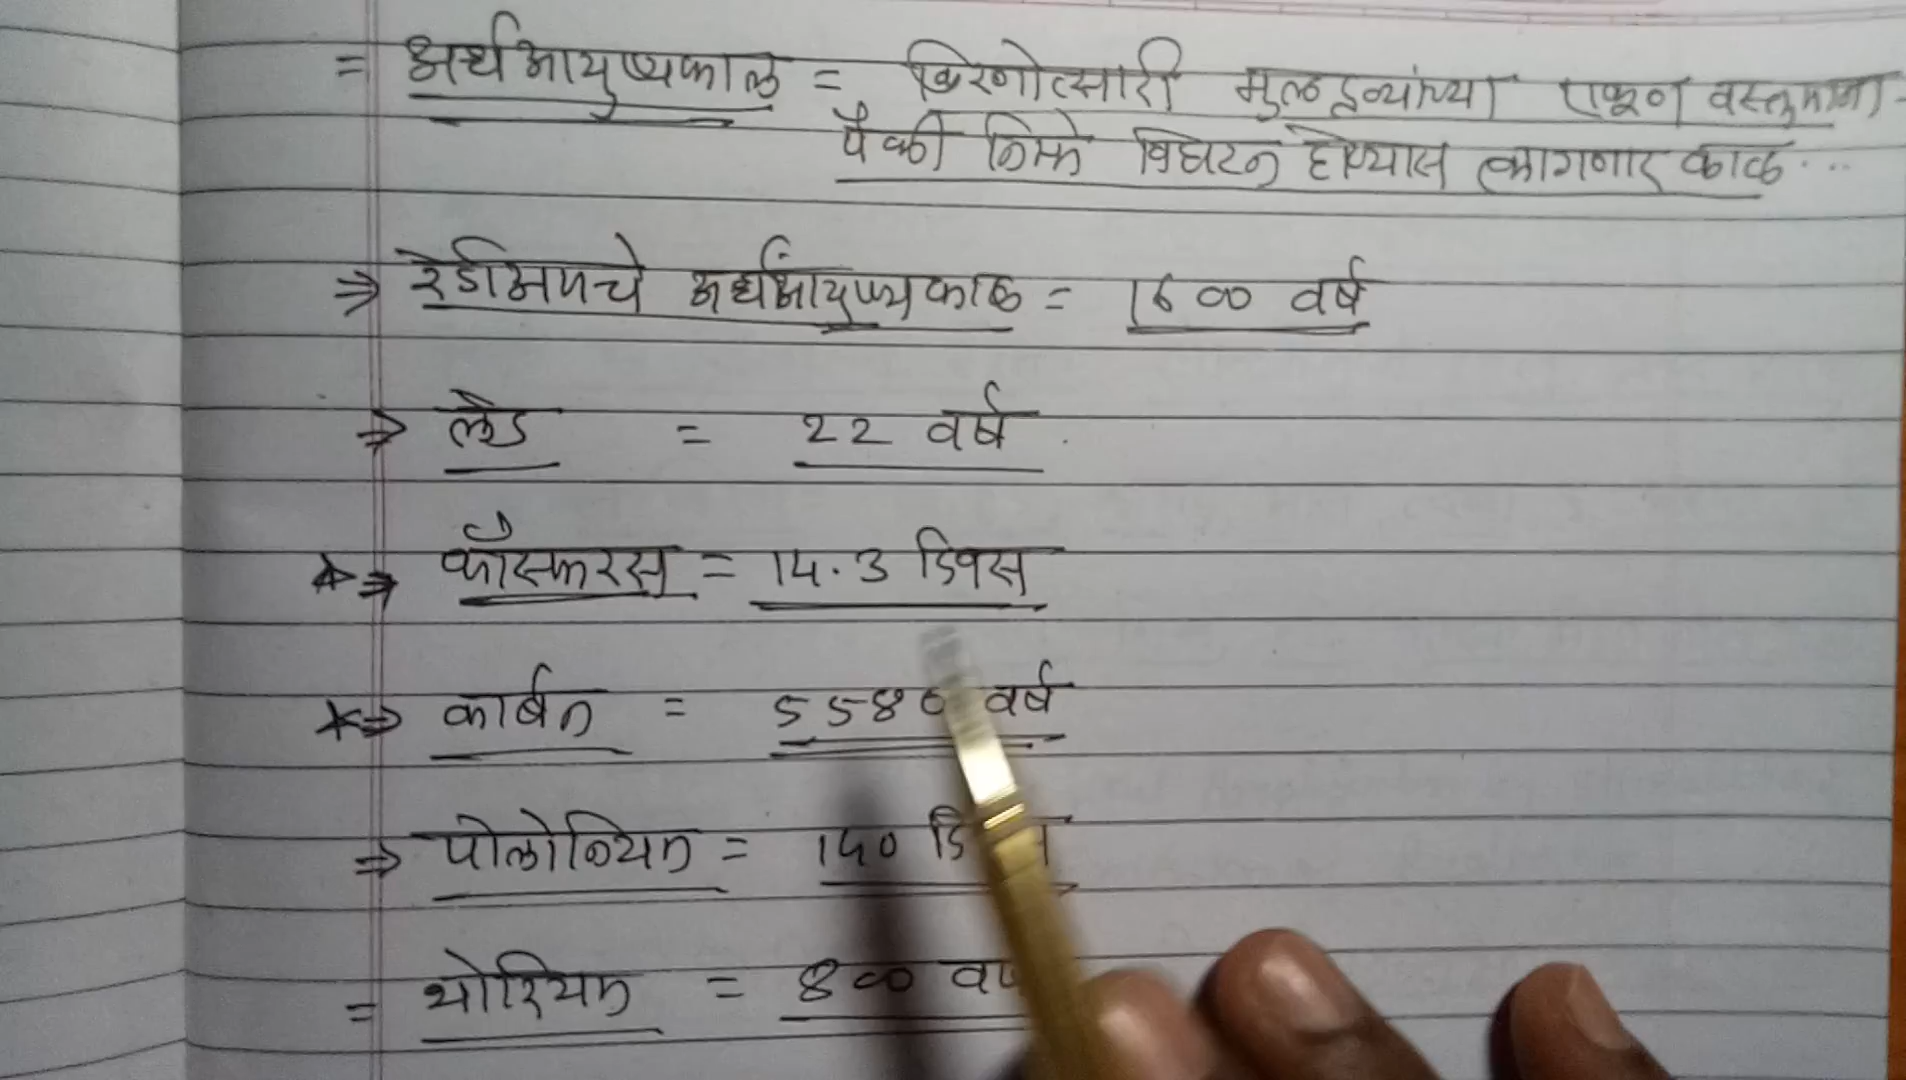 = अर्धआयुष्यकाल = किरणोत्सारी मुलद्रव्यांच्या एकूण वस्तुमाना-
पैकी निम्मे विघटन होण्यास लागणार काळ...
⇒ रेडीअमचे अर्धआंयुष्यकाळ = 1600 वर्ष
⇒ लेड = 22 वर्ष
* ⇒ फॉस्फरस = 14.3 दिवस
* ⇒ कार्बन = 5580 वर्ष
⇒ पोलोनियम = 140
= थोरियम = 800